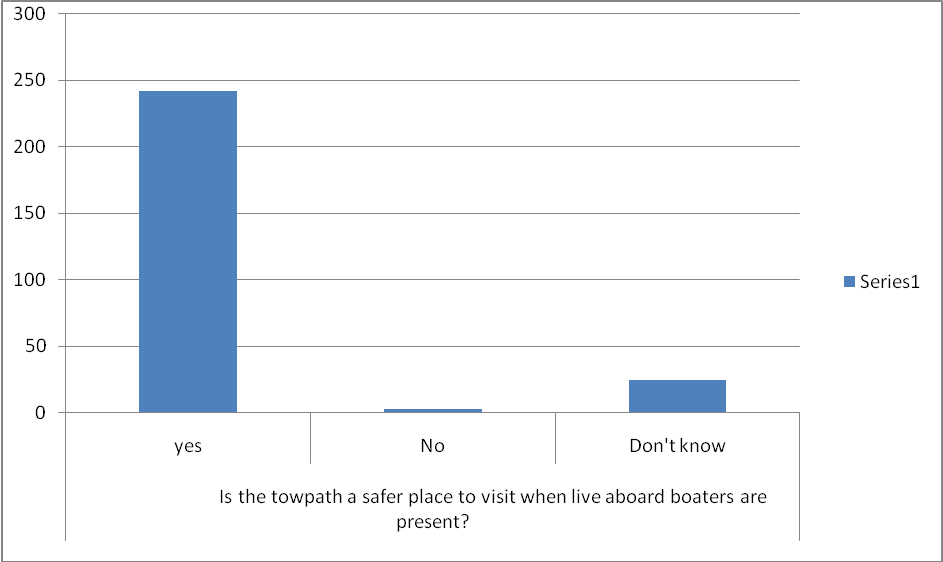 300
250
200
150
100
50
0
yes No Don't know
Is the towpath a safer place to visit when live aboard boaters are
present?
Series1